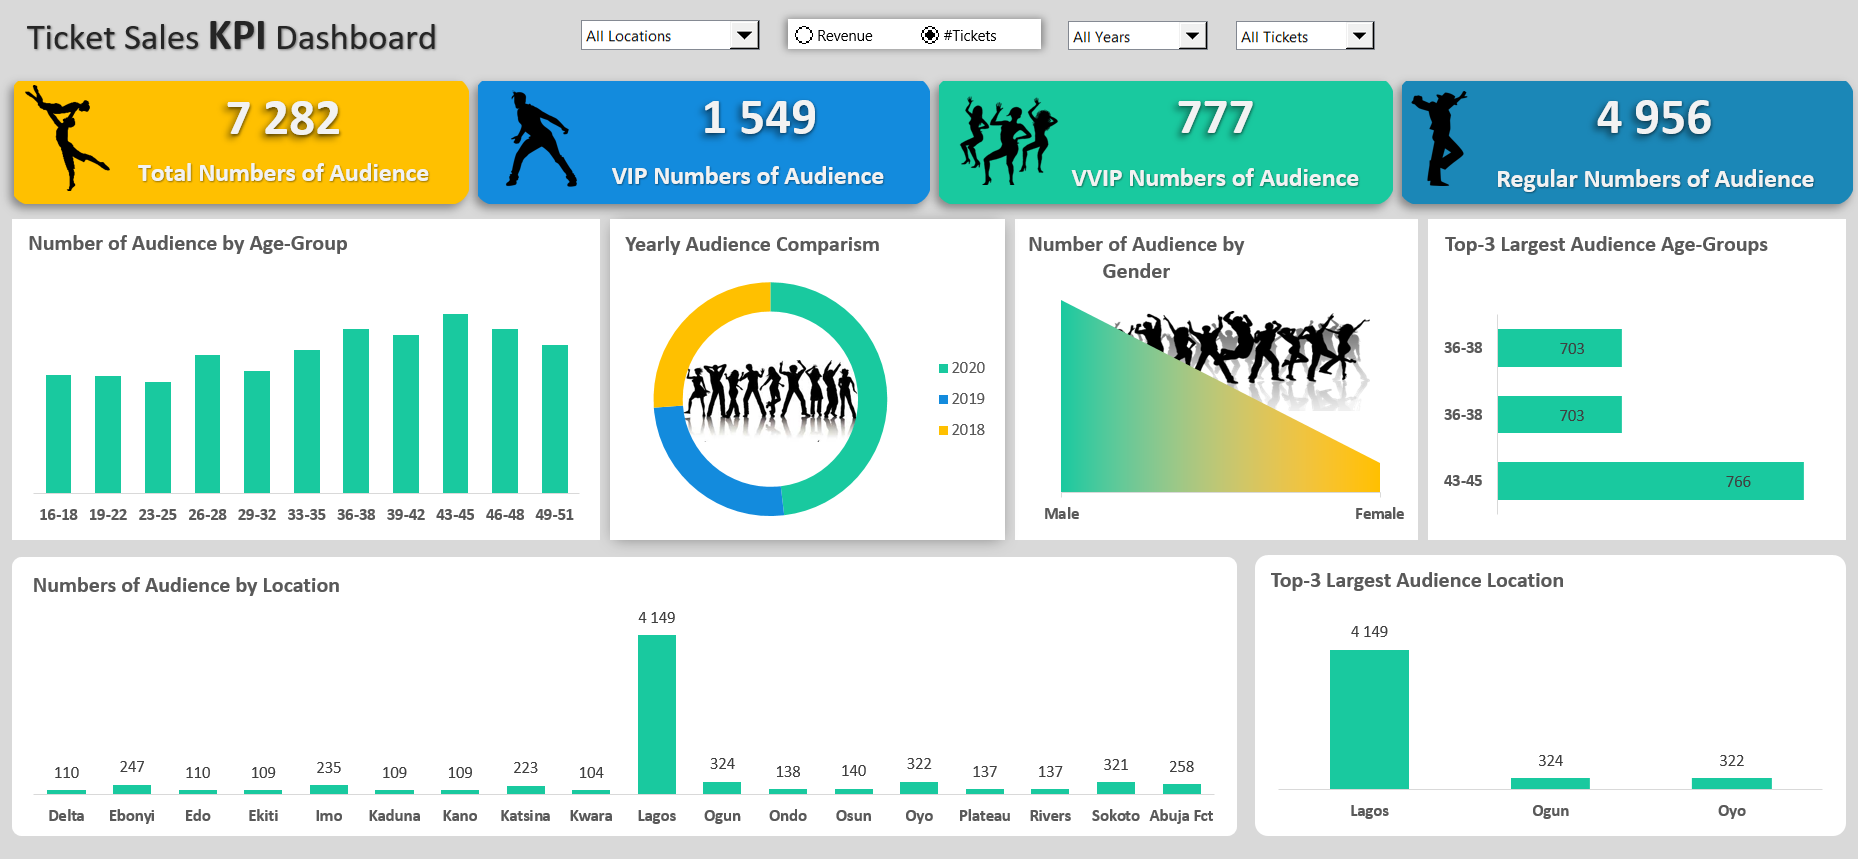 Ticket Sales KPI Dashboard
All Locations
Revenue
#Tickets
All Years
All Tickets
7 282
Total Numbers of Audience
1 549
VIP Numbers of Audience
777
VVIP Numbers of Audience
4 956
Regular Numbers of Audience
Number of Audience by Age-Group
16-18 19-22 23-25 26-28 29-32 33-35 36-38 39-42 43-45 46-48 49-51
Yearly Audience Comparism
2020
2019
2018
Number of Audience by
Gender
Male Female
Top-3 Largest Audience Age-Groups
36-38 703
36-38 703
43-45 766
Numbers of Audience by Location
110 247 110 109 235 109 109 223 104 4 149 324 138 140 322 137 137 321 258
Delta Ebonyi Edo Ekiti Imo Kaduna Kano Katsina Kwara Lagos Ogun Ondo Osun Oyo Plateau Rivers Sokoto Abuja Fct
Top-3 Largest Audience Location
4 149 324 322
Lagos Ogun Oyo